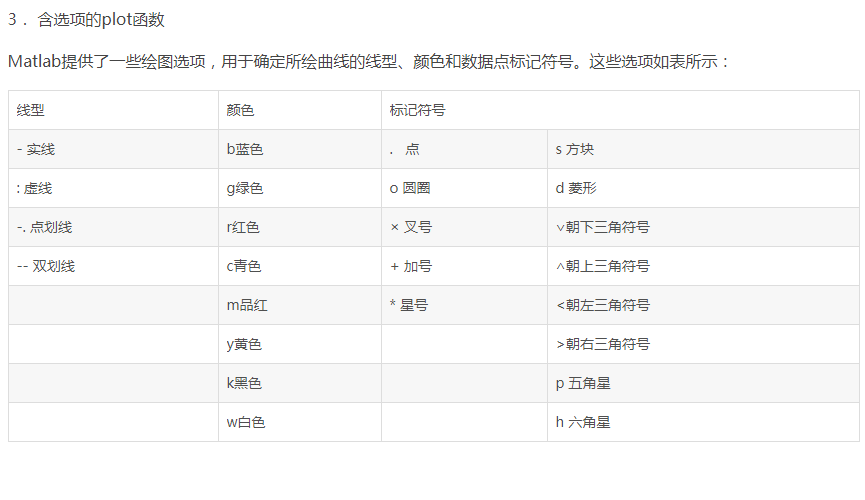 3． 含选项的plot函数
Matlab提供了一些绘图选项，用于确定所绘曲线的线型、颜色和数据点标记符号。这些选项如表所示：
线型 颜色 标记符号
- 实线 b蓝色 . 点 s 方块
: 虚线 g绿色 o 圆圈 d 菱形
-. 点划线 r红色 × 叉号 ∨朝下三角符号
-- 双划线 c青色 + 加号 ∧朝上三角符号
m品红 * 星号 <朝左三角符号
y黄色 >朝右三角符号
k黑色 p 五角星
w白色 h 六角星